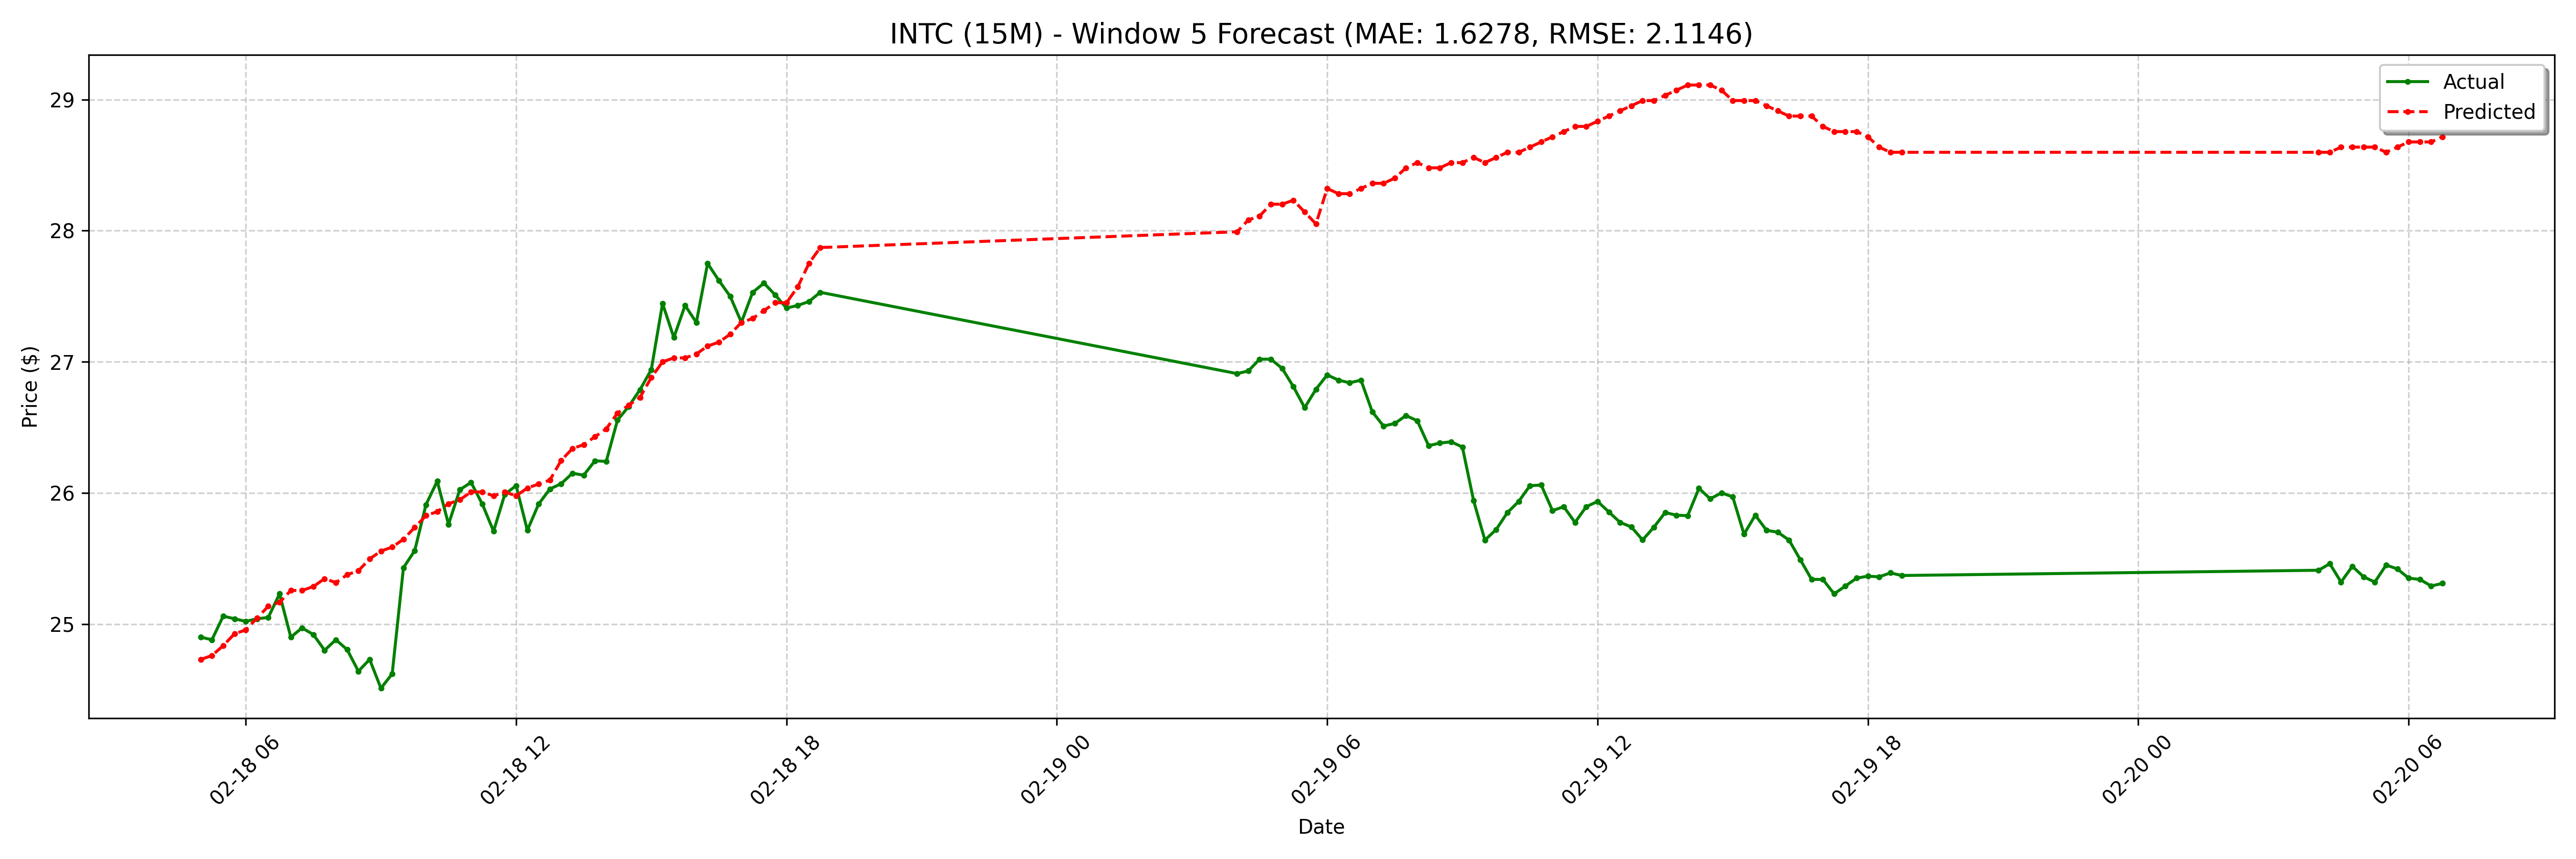 INTC (15M) - Window 5 Forecast (MAE: 1.6278, RMSE: 2.1146)
Actual
Predicted
Price ($)
29
28
27
26
25
02-18 06
02-18 12
02-18 18
02-19 00
02-19 06
02-19 12
02-19 18
02-20 00
02-20 06
Date